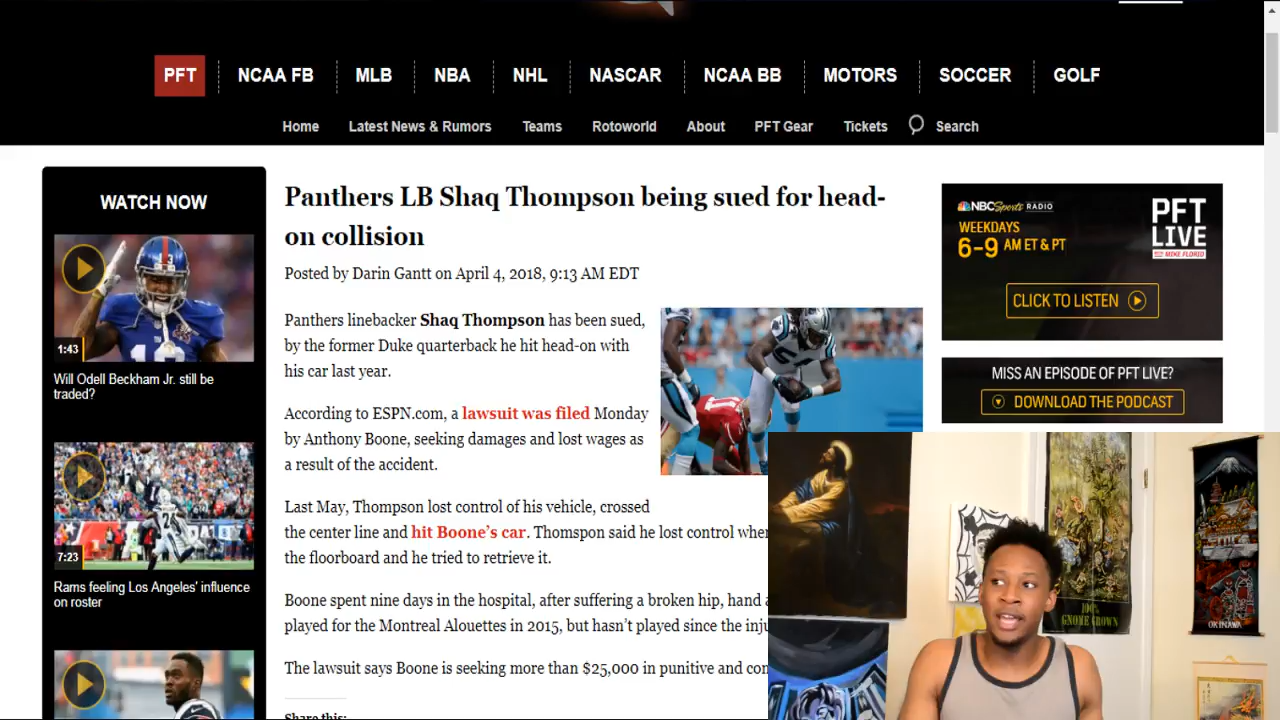 PFT
NCAA FB
MLB
NBA
NHL
NASCAR
NCAA BB
MOTORS
SOCCER
GOLF
Home
Latest News & Rumors
Teams
Rotoworld
About
PFT Gear
Tickets
Search
WATCH NOW
1:43
Will Odell Beckham Jr. still be
traded?
7:23
Rams feeling Los Angeles' influence
on roster
Panthers LB Shaq Thompson being sued for head-
on collision
Posted by Darin Gantt on April 4, 2018, 9:13 AM EDT
Panthers linebacker Shaq Thompson has been sued,
by the former Duke quarterback he hit head-on with
his car last year.
According to ESPN.com, a lawsuit was filed Monday
by Anthony Boone, seeking damages and lost wages as
a result of the accident.
Last May, Thompson lost control of his vehicle, crossed
the center line and hit Boone's car. Thomspon said he lost control when
the floorboard and he tried to retrieve it.
Boone spent nine days in the hospital, after suffering a broken hip, hand
played for the Montreal Alouettes in 2015, but hasn't played since the
The lawsuit says Boone is seeking more than $25,000 in punitive and
Share this:
NBC Sports RADIO
WEEKDAYS
6-9 AM ET & PT
PFT
LIVE
WITH MIKE FLORIO
CLICK TO LISTEN
MISS AN EPISODE OF PFT LIVE?
DOWNLOAD THE PODCAST
100%
GNOME GROWN
OKINAWA